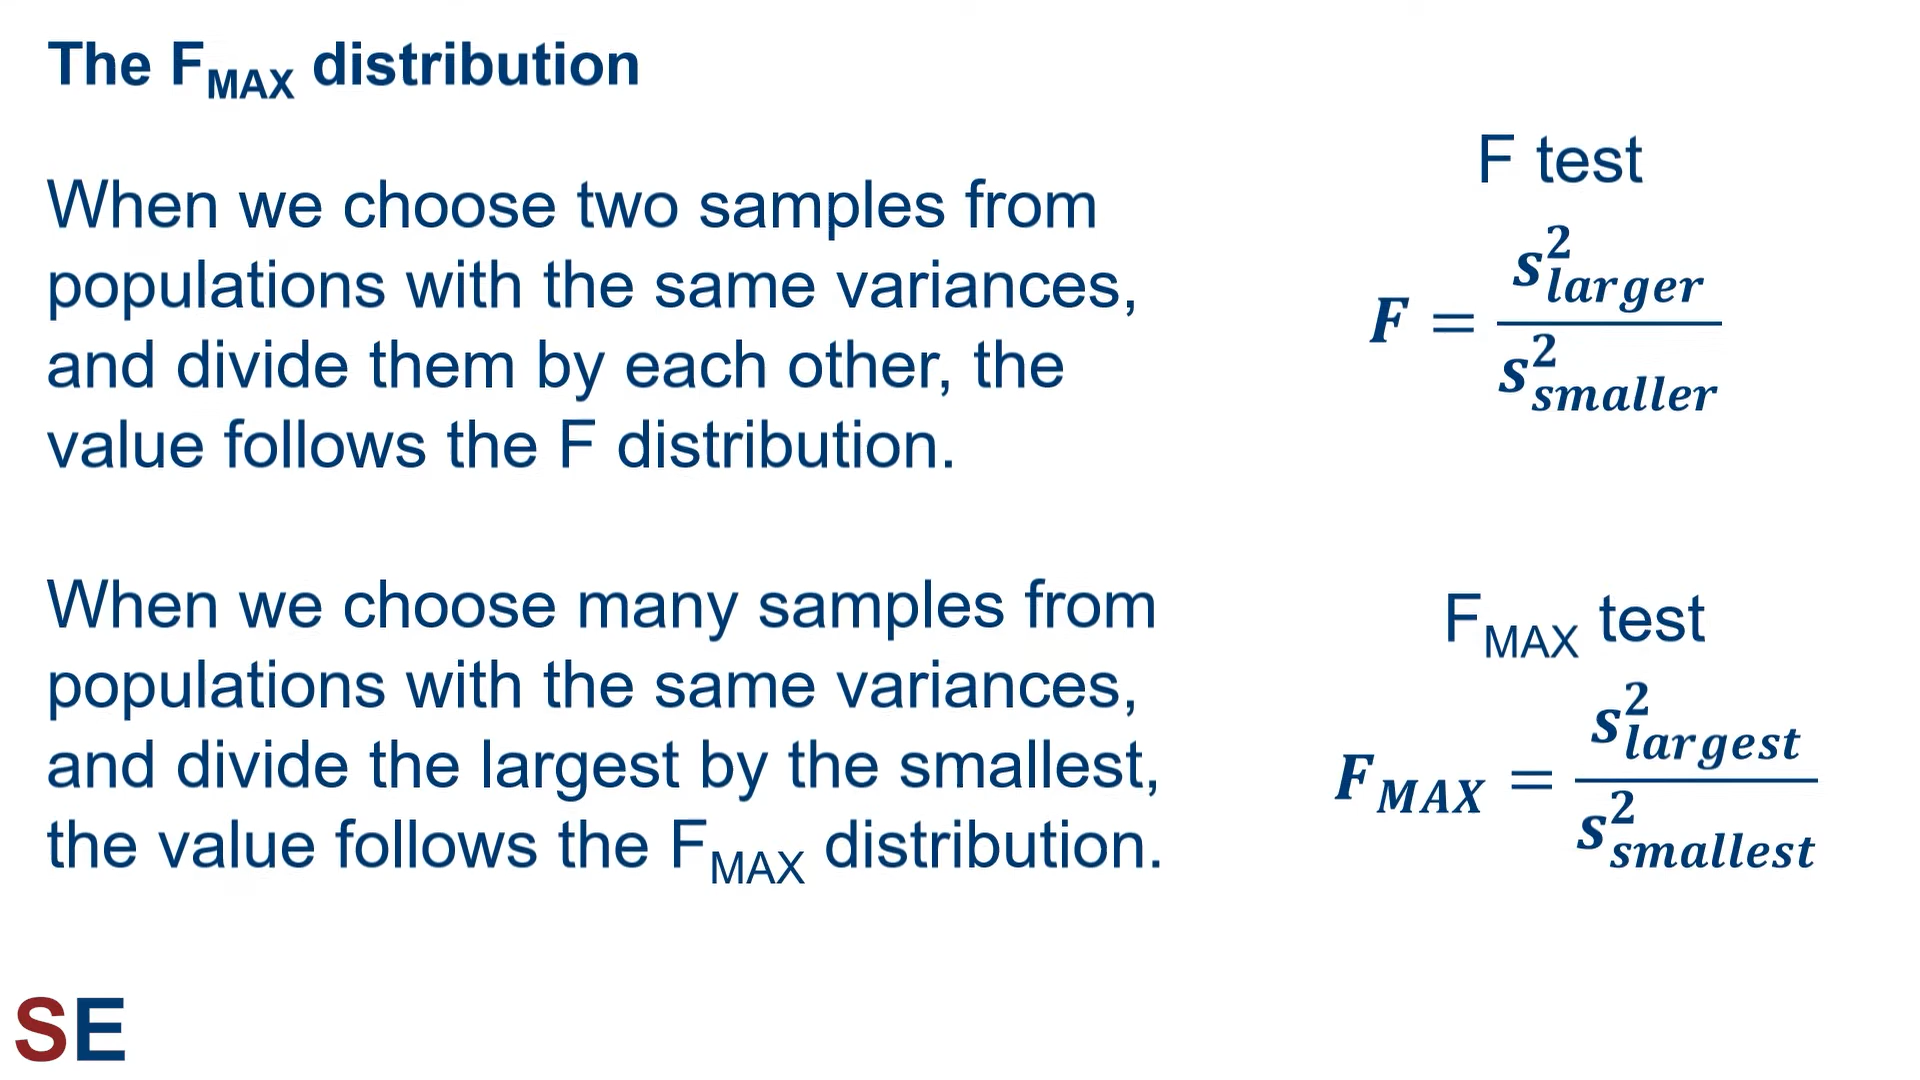 The FMAX distribution
When we choose two samples from
populations with the same variances,
and divide them by each other, the
value follows the F distribution.
F test
F = s²larger / s²smaller
When we choose many samples from
populations with the same variances,
and divide the largest by the smallest,
the value follows the FMAX distribution.
FMAX test
FMAX = s²largest / s²smallest
SE